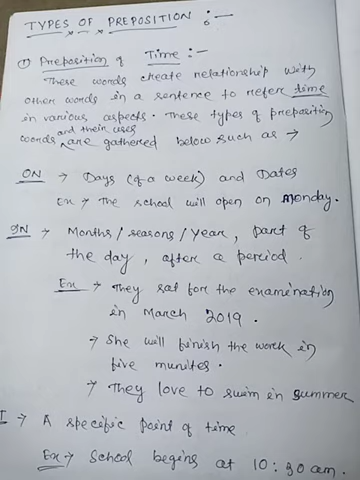 TYPES OF PREPOSITION :—
① Preposition of Time :—
These words create relationship with
other words in a sentence to refer time
in various aspects. These types of preposition
words and their uses are gathered below such as →
ON → Days (of a week) and Dates
Ex → The school will open on Monday.
IN → Months/seasons/year, part of
the day, after a period.
Ex → They sat for the examination
in March 2019.
→ She will finish the work in
five munites.
→ They love to swim in summer
→ A specific point of time
Ex → School begins at 10:30 am.